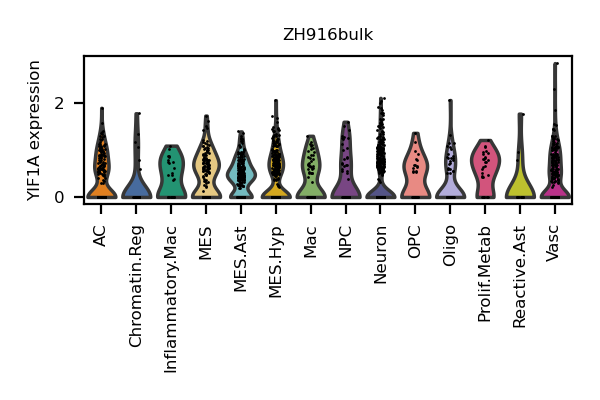 ZH916bulk
YIF1A expression
2
0
AC
Chromatin.Reg
Inflammatory.Mac
MES
MES.Ast
MES.Hyp
Mac
NPC
Neuron
OPC
Oligo
Prolif.Metab
Reactive.Ast
Vasc